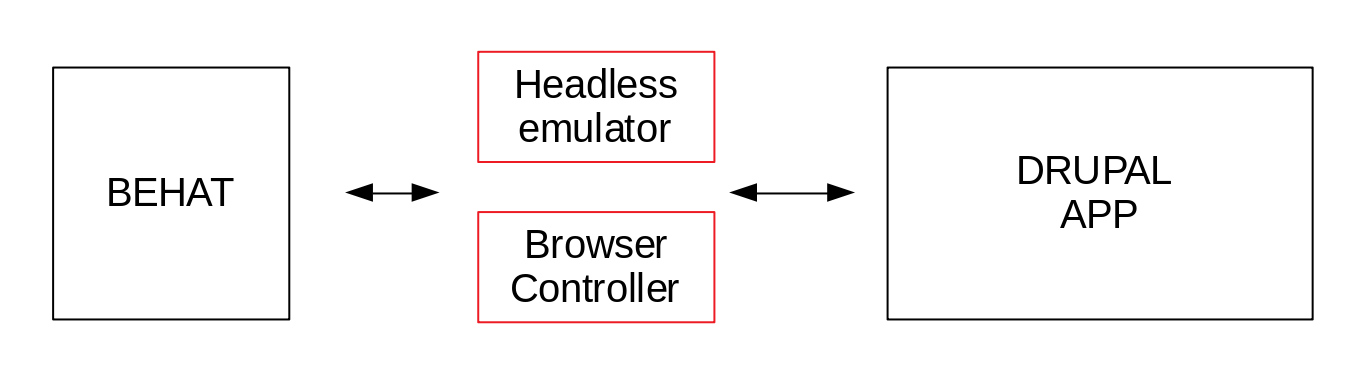 BEHAT
Headless
emulator
Browser
Controller
DRUPAL
APP